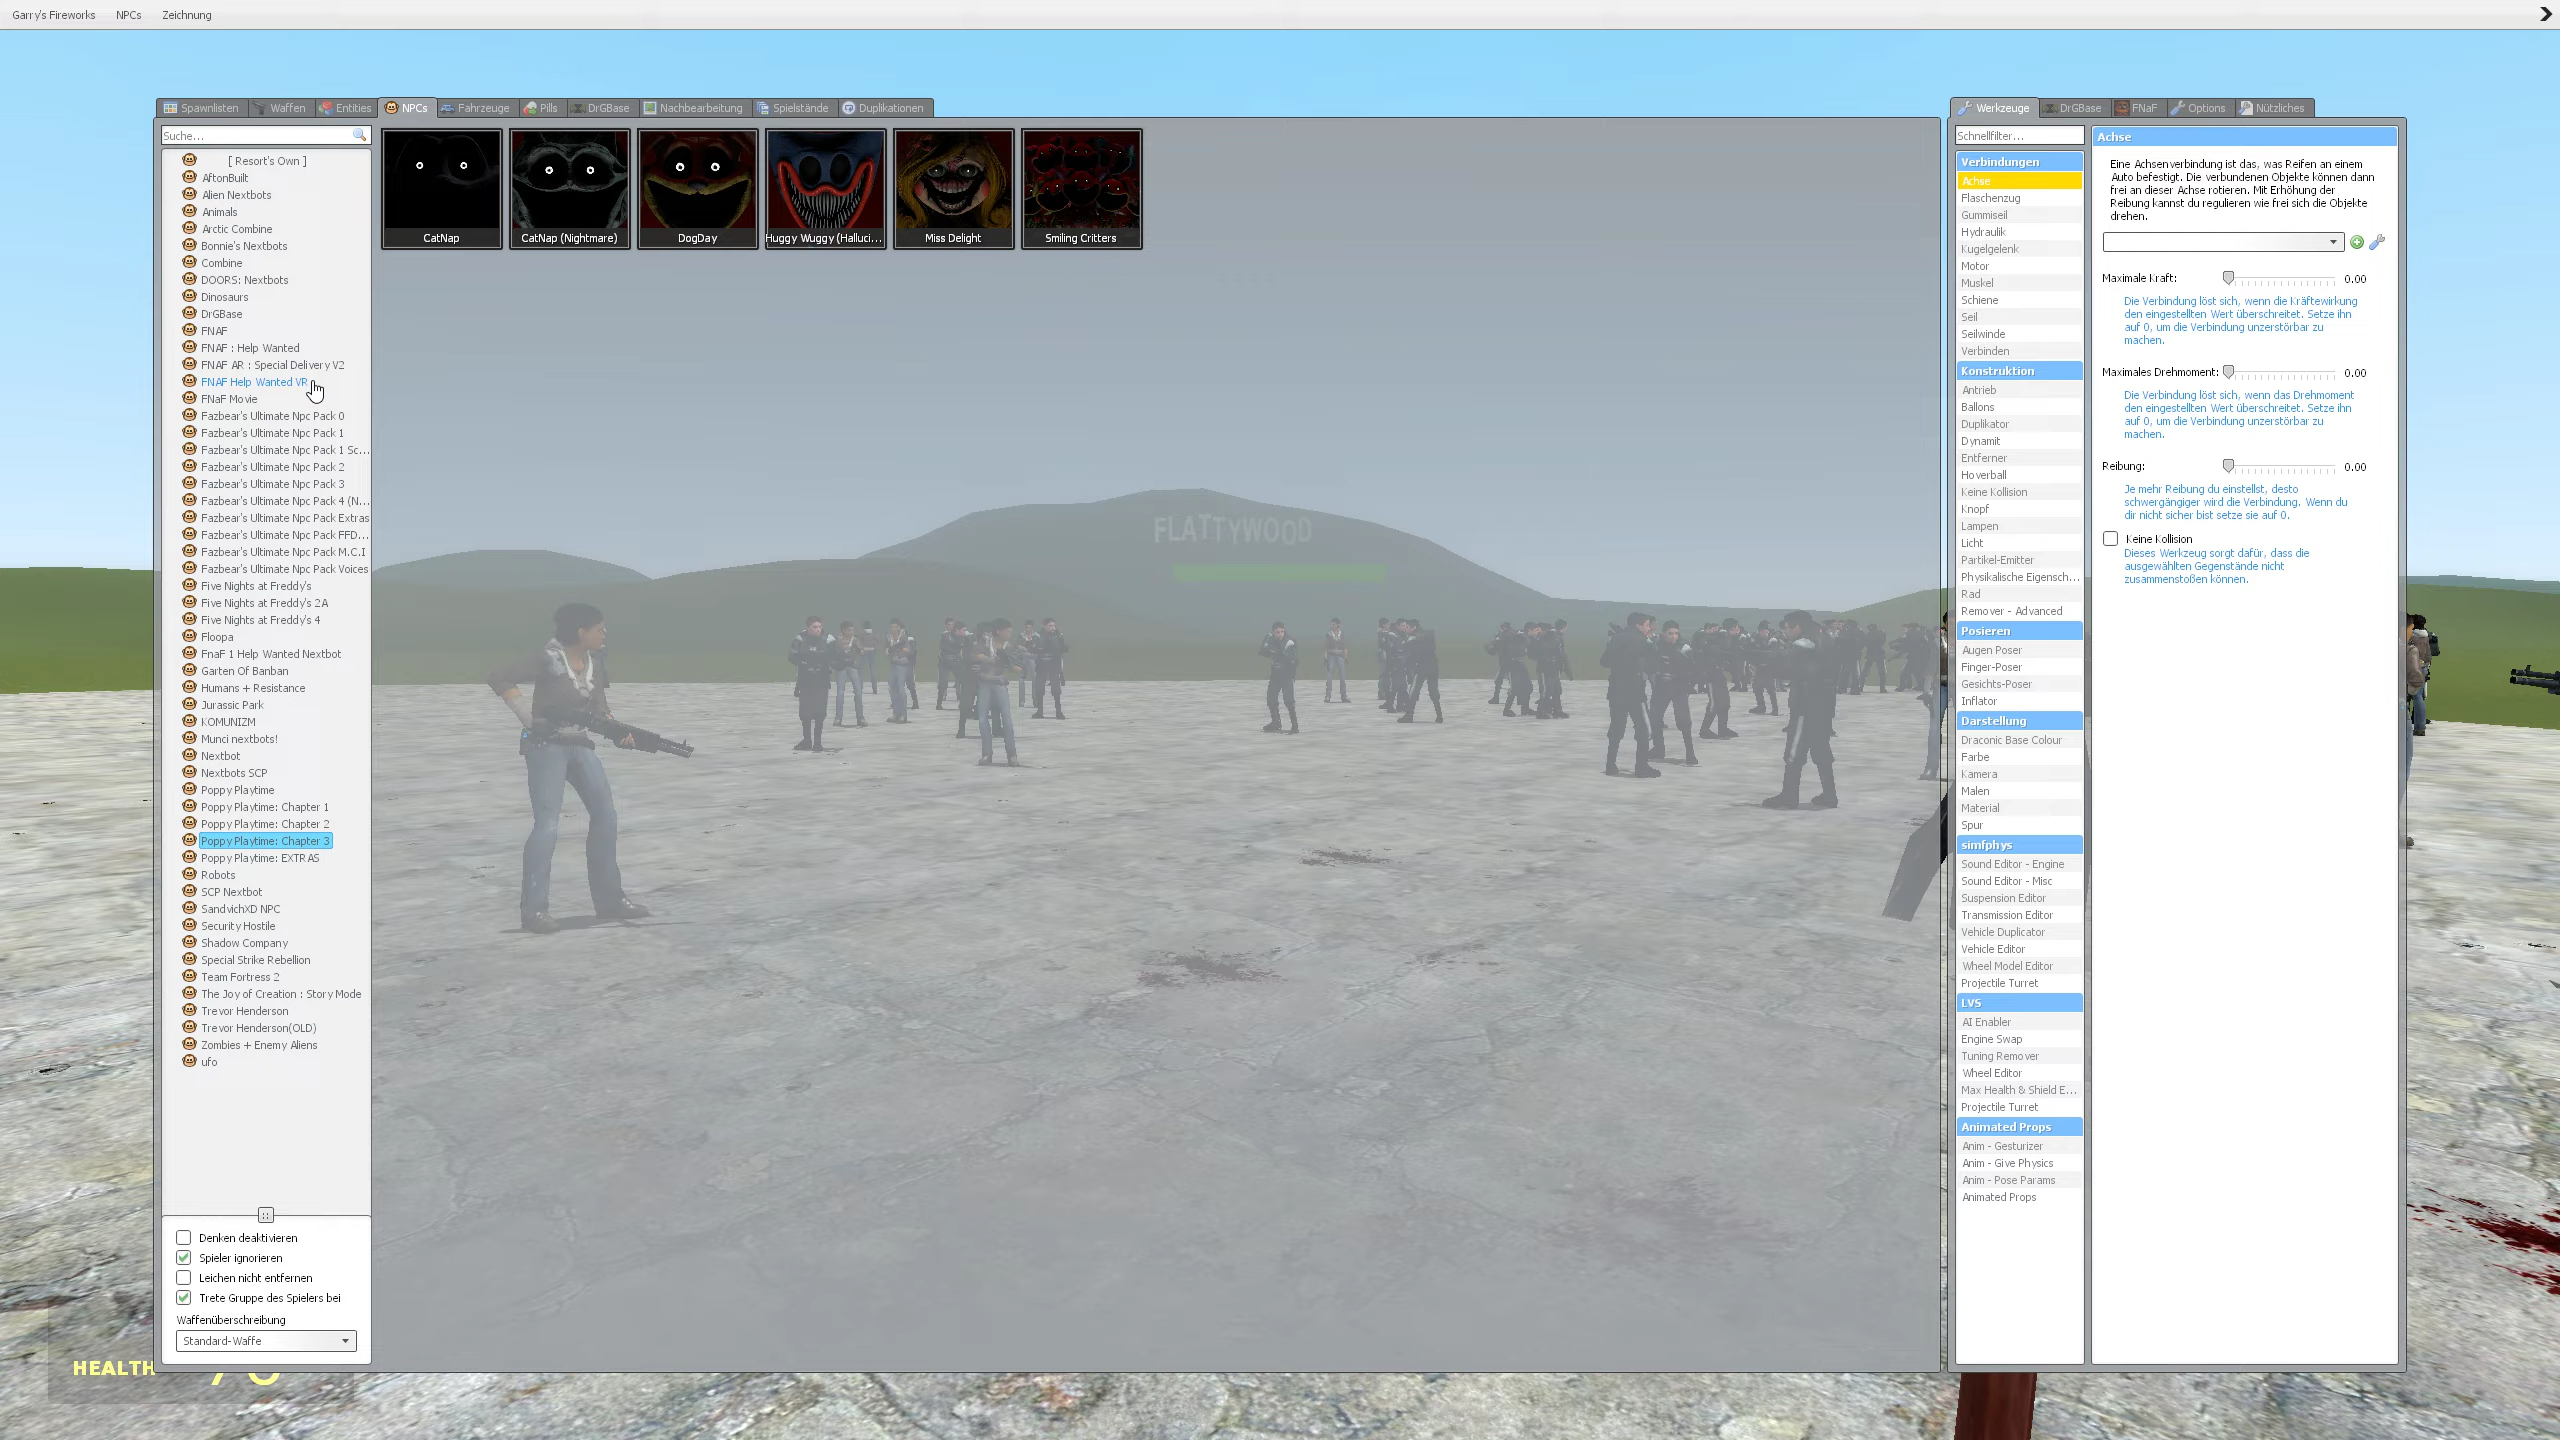 Garry's Fireworks NPCs Zeichnung
Spawnlisten Waffen Entities NPCs Fahrzeuge Pills DrGBase Nachbearbeitung Spielstände Duplikationen
Suche...
[ Resort's Own ]
AftonBuilt
Alien Nextbots
Animals
Arctic Combine
Bonnie's Nextbots
Combine
DOORS: Nextbots
Dinosaurs
DrGBase
FNAF
FNAF : Help Wanted
FNAF AR : Special Delivery V2
FNAF Help Wanted VR
FNaF Movie
Fazbear's Ultimate Npc Pack 0
Fazbear's Ultimate Npc Pack 1
Fazbear's Ultimate Npc Pack 1 Sc...
Fazbear's Ultimate Npc Pack 2
Fazbear's Ultimate Npc Pack 3
Fazbear's Ultimate Npc Pack 4 (N...
Fazbear's Ultimate Npc Pack Extras
Fazbear's Ultimate Npc Pack FFD...
Fazbear's Ultimate Npc Pack M.C.I
Fazbear's Ultimate Npc Pack Voices
Five Nights at Freddy's
Five Nights at Freddy's 2A
Five Nights at Freddy's 4
Floopa
FnaF 1 Help Wanted Nextbot
Garten Of Banban
Humans + Resistance
Jurassic Park
KOMUNIZM
Munci nextbots!
Nextbot
Nextbots SCP
Poppy Playtime
Poppy Playtime: Chapter 1
Poppy Playtime: Chapter 2
Poppy Playtime: Chapter 3
Poppy Playtime: EXTRAS
Robots
SCP Nextbot
SandvichXD NPC
Security Hostile
Shadow Company
Special Strike Rebellion
Team Fortress 2
The Joy of Creation : Story Mode
Trevor Henderson
Trevor Henderson(OLD)
Zombies + Enemy Aliens
ufo
Denken deaktivieren
Spieler ignorieren
Leichen nicht entfernen
Trete Gruppe des Spielers bei
Waffenüberschreibung
Standard-Waffe
HEALTH
CatNap
CatNap (Nightmare)
DogDay
Huggy Wuggy (Halluci...
Miss Delight
Smiling Critters
FLATTYWOOD
Werkzeuge DrGBase FNaF Options Nützliches
Schnellfilter...
Verbindungen
Achse
Flaschenzug
Gummiseil
Hydraulik
Kugelgelenk
Motor
Muskel
Schiene
Seil
Seilwinde
Verbinden
Konstruktion
Antrieb
Ballons
Duplikator
Dynamit
Entferner
Hoverball
Keine Kollision
Knopf
Lampen
Licht
Partikel-Emitter
Physikalische Eigensch...
Rad
Remover - Advanced
Posieren
Augen Poser
Finger-Poser
Gesichts-Poser
Inflator
Darstellung
Draconic Base Colour
Farbe
Kamera
Malen
Material
Spur
simfphys
Sound Editor - Engine
Sound Editor - Misc
Suspension Editor
Transmission Editor
Vehicle Duplicator
Vehicle Editor
Wheel Model Editor
Projectile Turret
LVS
AI Enabler
Engine Swap
Tuning Remover
Wheel Editor
Max Health & Shield E...
Projectile Turret
Animated Props
Anim - Gesturizer
Anim - Give Physics
Anim - Pose Params
Animated Props
Achse
Eine Achsenverbindung ist das, was Reifen an einem
Auto befestigt. Die verbundenen Objekte können dann
frei an dieser Achse rotieren. Mit Erhöhung der
Reibung kannst du regulieren wie frei sich die Objekte
drehen.
Maximale Kraft: 0.00
Die Verbindung löst sich, wenn die Kräftewirkung
den eingestellten Wert überschreitet. Setze ihn
auf 0, um die Verbindung unzerstörbar zu
machen.
Maximales Drehmoment: 0.00
Die Verbindung löst sich, wenn das Drehmoment
den eingestellten Wert überschreitet. Setze ihn
auf 0, um die Verbindung unzerstörbar zu
machen.
Reibung: 0.00
Je mehr Reibung du einstellst, desto
schwergängiger wird die Verbindung. Wenn du
dir nicht sicher bist setze sie auf 0.
Keine Kollision
Dieses Werkzeug sorgt dafür, dass die
ausgewählten Gegenstände nicht
zusammenstoßen können.